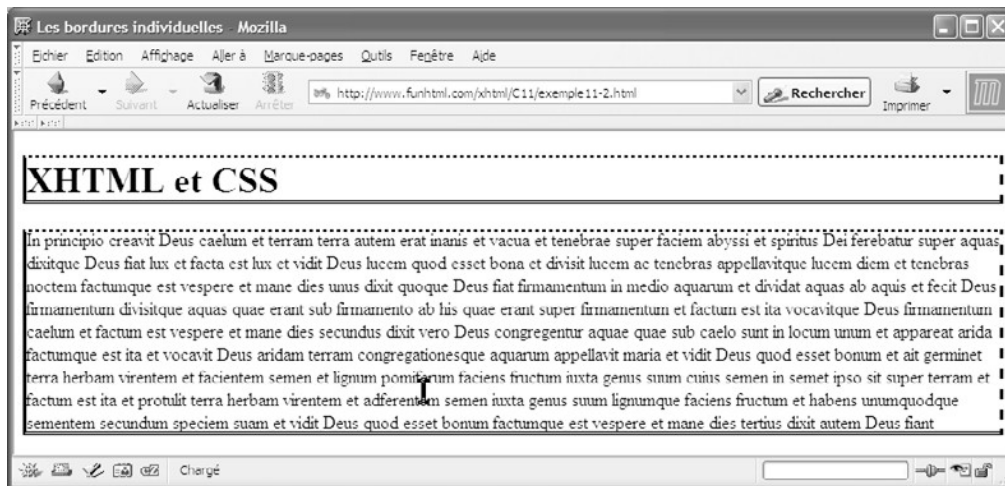 Les bordures individuelles - Mozilla
Fichier Edition Affichage Aller à Marque-pages Outils Fenêtre Aide
Précédent Suivant Actualiser Arrêter http://www.funhtml.com/xhtml/C11/exemple11-2.html Rechercher Imprimer
XHTML et CSS
In principio creavit Deus caelum et terram terra autem erat inanis et vacua et tenebrae super faciem abyssi et spiritus Dei ferebatur super aquas
dixitque Deus fiat lux et facta est lux et vidit Deus lucem quod esset bona et divisit lucem ac tenebras appellavitque lucem diem et tenebras
noctem factumque est vespere et mane dies unus dixit quoque Deus fiat firmamentum in medio aquarum et dividat aquas ab aquis et fecit Deus
firmamentum divisitque aquas quae erant sub firmamento ab his quae erant super firmamentum et factum est ita vocavitque Deus firmamentum
caelum et factum est vespere et mane dies secundus dixit vero Deus congregentur aquae quae sub caelo sunt in locum unum et appareat arida
factumque est ita et vocavit Deus aridam terram congregationesque aquarum appellavit maria et vidit Deus quod esset bonum et ait germinet
terra herbam virentem et facientem semen et lignum pomiferum faciens fructum iuxta genus suum cuius semen in semet ipso sit super terram et
factum est ita et protulit terra herbam virentem et adferentem semen iuxta genus suum lignumque faciens fructum et habens unumquodque
sementem secundum speciem suam et vidit Deus quod esset bonum factumque est vespere et mane dies tertius dixit autem Deus fiant
Chargé